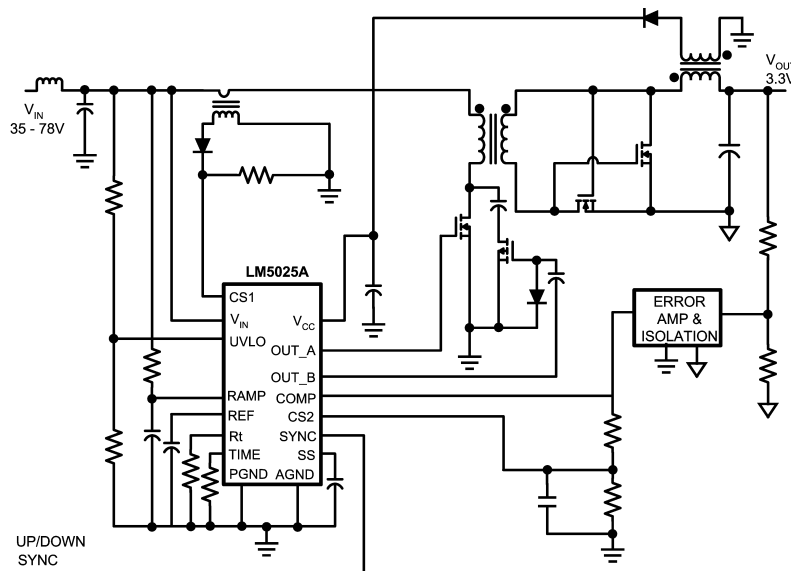 V_OUT
3.3V
V_IN
35 - 78V
LM5025A
CS1
V_IN
V_CC
UVLO
OUT_A
OUT_B
RAMP
COMP
REF
CS2
Rt
SYNC
TIME
SS
PGND
AGND
ERROR
AMP &
ISOLATION
UP/DOWN
SYNC